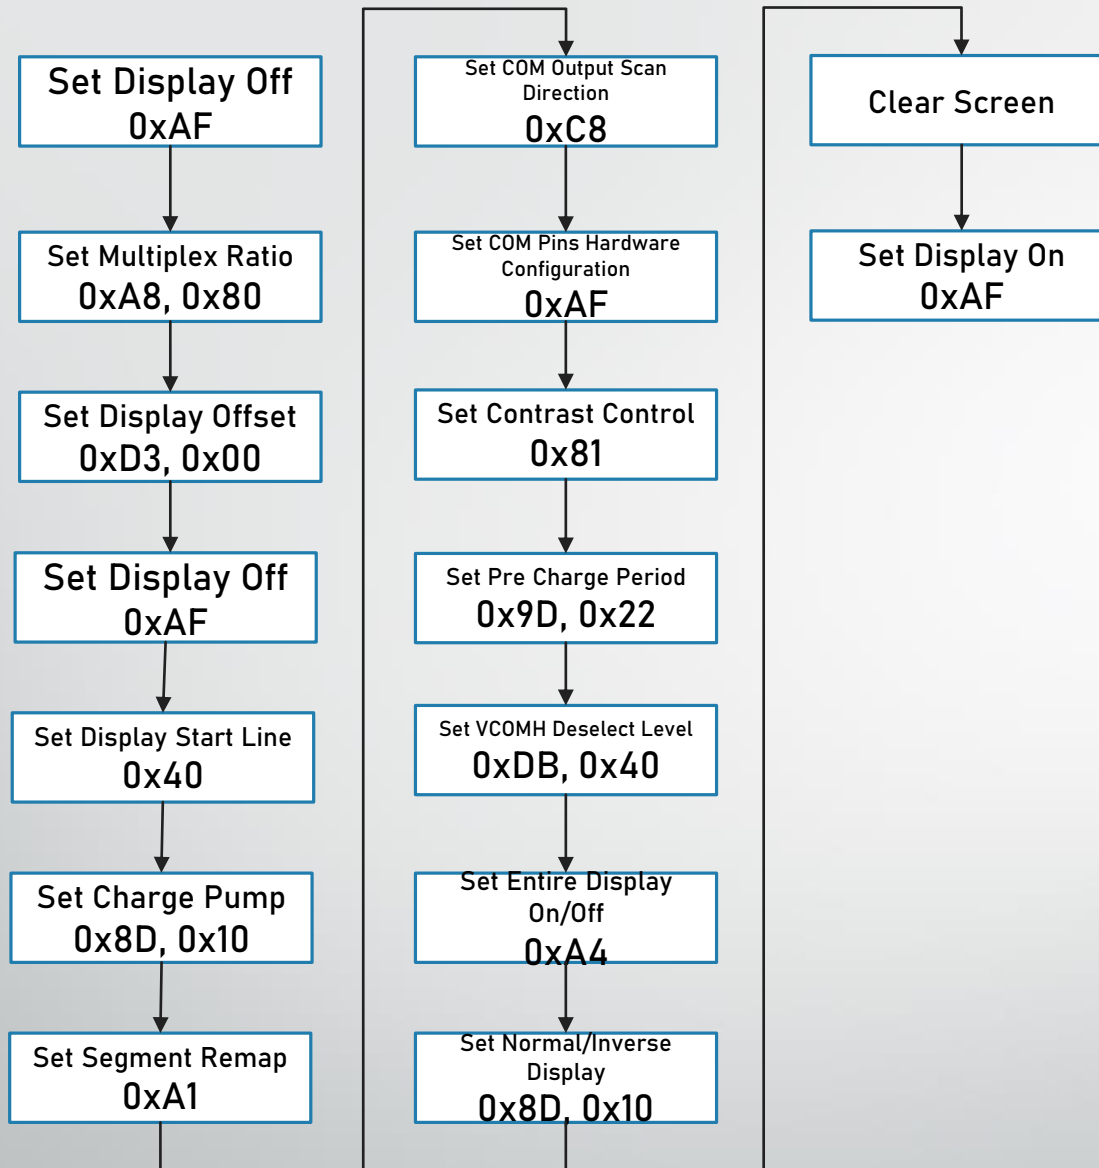 Set Display Off
0xAF
Set Multiplex Ratio
0xA8, 0x80
Set Display Offset
0xD3, 0x00
Set Display Off
0xAF
Set Display Start Line
0x40
Set Charge Pump
0x8D, 0x10
Set Segment Remap
0xA1
Set COM Output Scan
Direction
0xC8
Set COM Pins Hardware
Configuration
0xAF
Set Contrast Control
0x81
Set Pre Charge Period
0x9D, 0x22
Set VCOMH Deselect Level
0xDB, 0x40
Set Entire Display
On/Off
0xA4
Set Normal/Inverse
Display
0x8D, 0x10
Clear Screen
Set Display On
0xAF